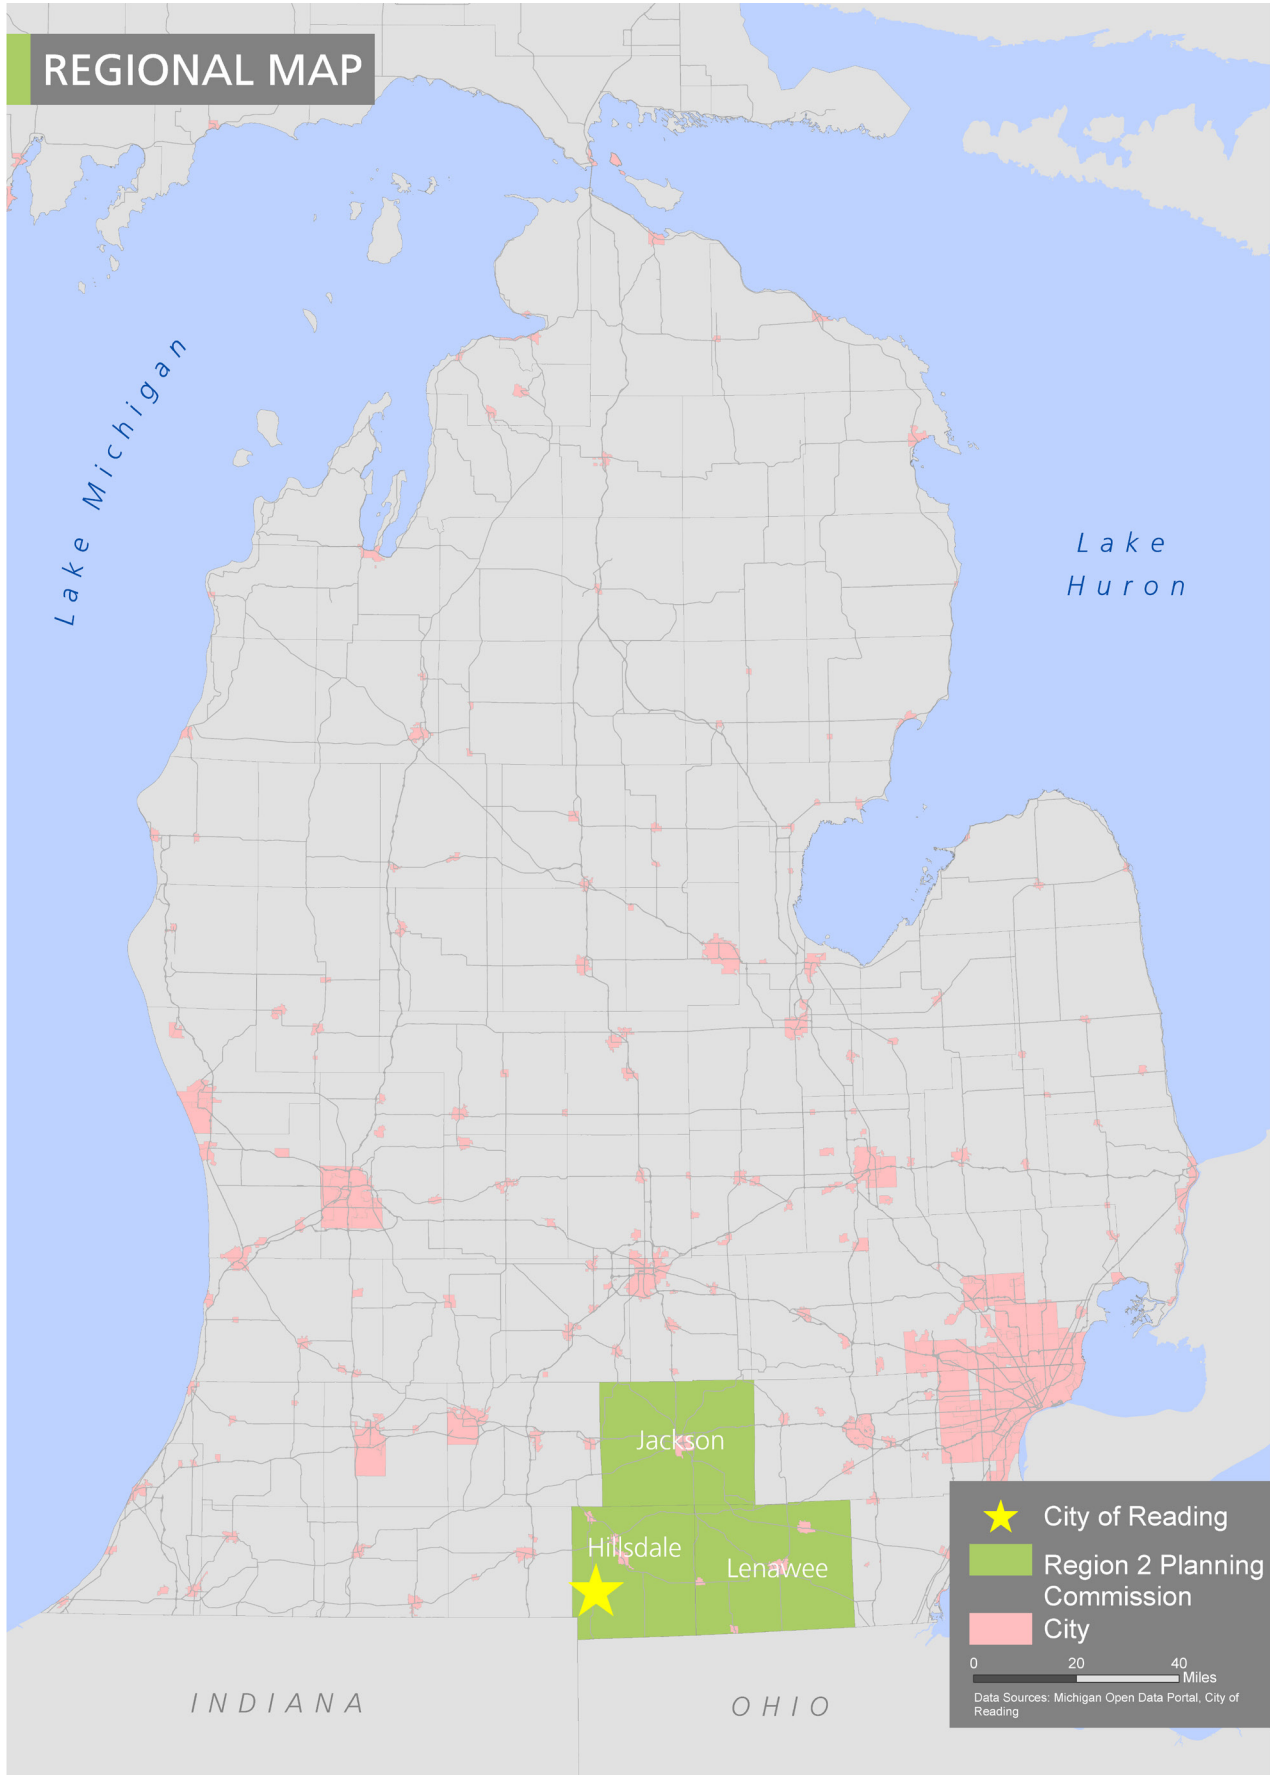 REGIONAL MAP
Lake Michigan
Lake
Huron
Jackson
Hillsdale
Lenawee
INDIANA
OHIO
City of Reading
Region 2 Planning
Commission
City
0 20 40
Miles
Data Sources: Michigan Open Data Portal, City of
Reading